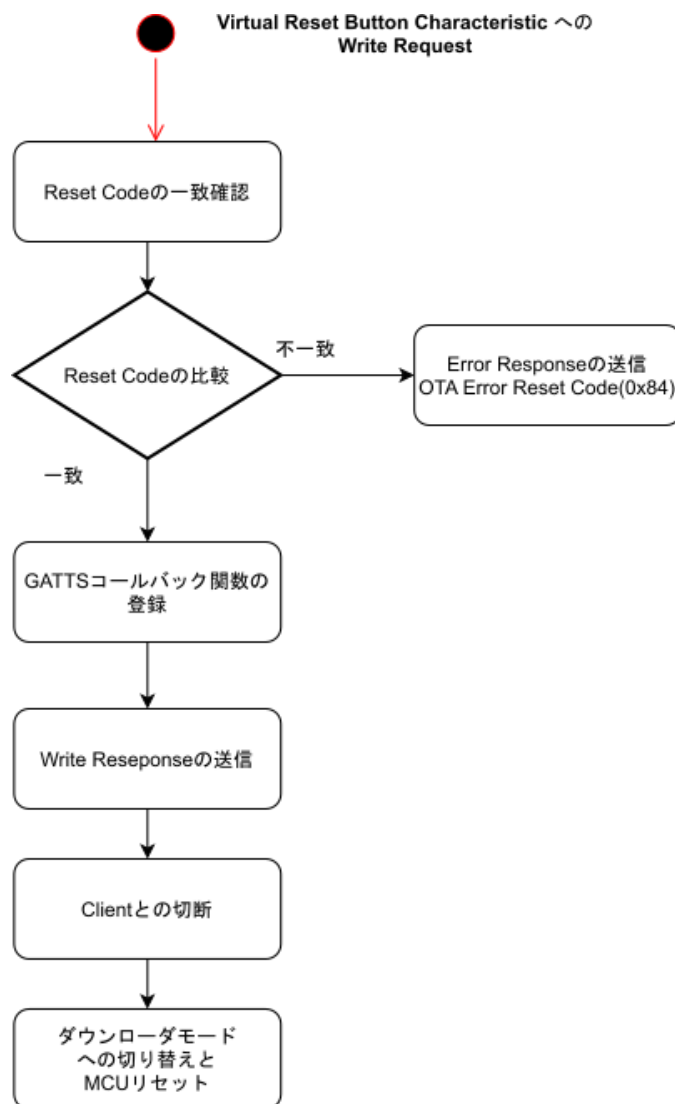 Virtual Reset Button Characteristic への
Write Request
Reset Codeの一致確認
Reset Codeの比較
不一致
Error Responseの送信
OTA Error Reset Code(0x84)
一致
GATTSコールバック関数の
登録
Write Reseponseの送信
Clientとの切断
ダウンローダモード
への切り替えと
MCUリセット